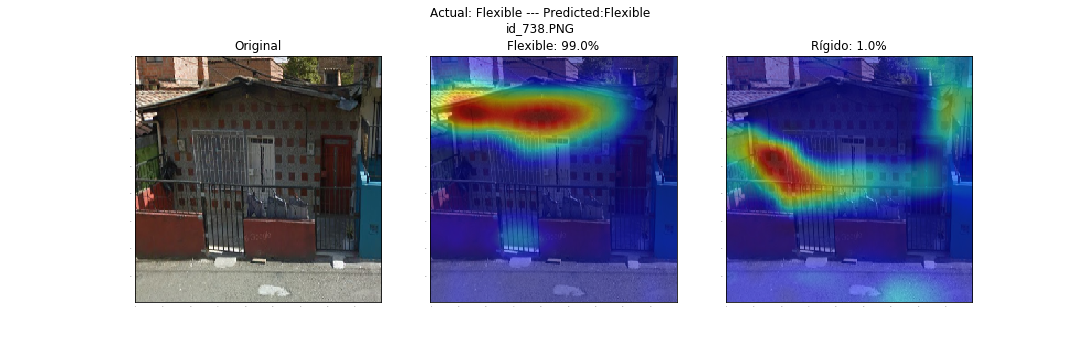 Actual: Flexible --- Predicted:Flexible
id_738.PNG
Original
Flexible: 99.0%
Rígido: 1.0%